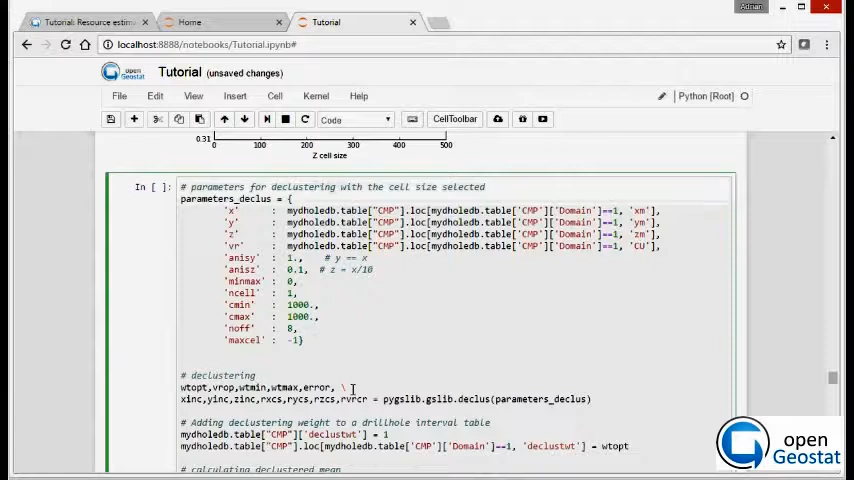 Adrian
Tutorial: Resource estim
Home
Tutorial
localhost:8888/notebooks/Tutorial.ipynb#
open
Geostat
Tutorial (unsaved changes)
File Edit View Insert Cell Kernel Help
Python [Root]
Code
CellToolbar
0.31
0 100 200 300 400 500
Z cell size
In [ ]:
# parameters for declustering with the cell size selected
parameters_declus = {
'x' : mydholedb.table["CMP"].loc[mydholedb.table['CMP']['Domain']==1, 'xm'],
'y' : mydholedb.table["CMP"].loc[mydholedb.table['CMP']['Domain']==1, 'ym'],
'z' : mydholedb.table["CMP"].loc[mydholedb.table['CMP']['Domain']==1, 'zm'],
'vr' : mydholedb.table["CMP"].loc[mydholedb.table['CMP']['Domain']==1, 'CU'],
'anisy' : 1., # y == x
'anisz' : 0.1, # z = x/10
'minmax' : 0,
'ncell' : 1,
'cmin' : 1000.,
'cmax' : 1000.,
'noff' : 8,
'maxcel' : -1}
# declustering
wtopt,vrop,wtmin,wtmax,error, \
xinc,yinc,zinc,rxcs,rycs,rzcs,rvrcr = pygslib.gslib.declus(parameters_declus)
# Adding declustering weight to a drillhole interval table
mydholedb.table["CMP"]['declustwt'] = 1
mydholedb.table["CMP"].loc[mydholedb.table['CMP']['Domain']==1, 'declustwt'] = wtopt
# calculating declustered mean
open
Geostat